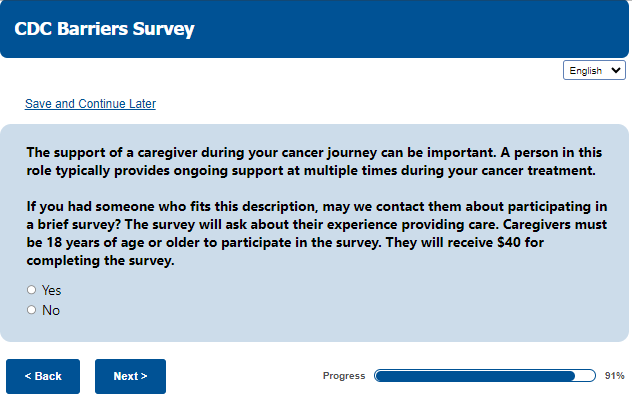 CDC Barriers Survey
English
Save and Continue Later
The support of a caregiver during your cancer journey can be important. A person in this
role typically provides ongoing support at multiple times during your cancer treatment.
If you had someone who fits this description, may we contact them about participating in
a brief survey? The survey will ask about their experience providing care. Caregivers must
be 18 years of age or older to participate in the survey. They will receive $40 for
completing the survey.
Yes
No
< Back
Next >
Progress
91%